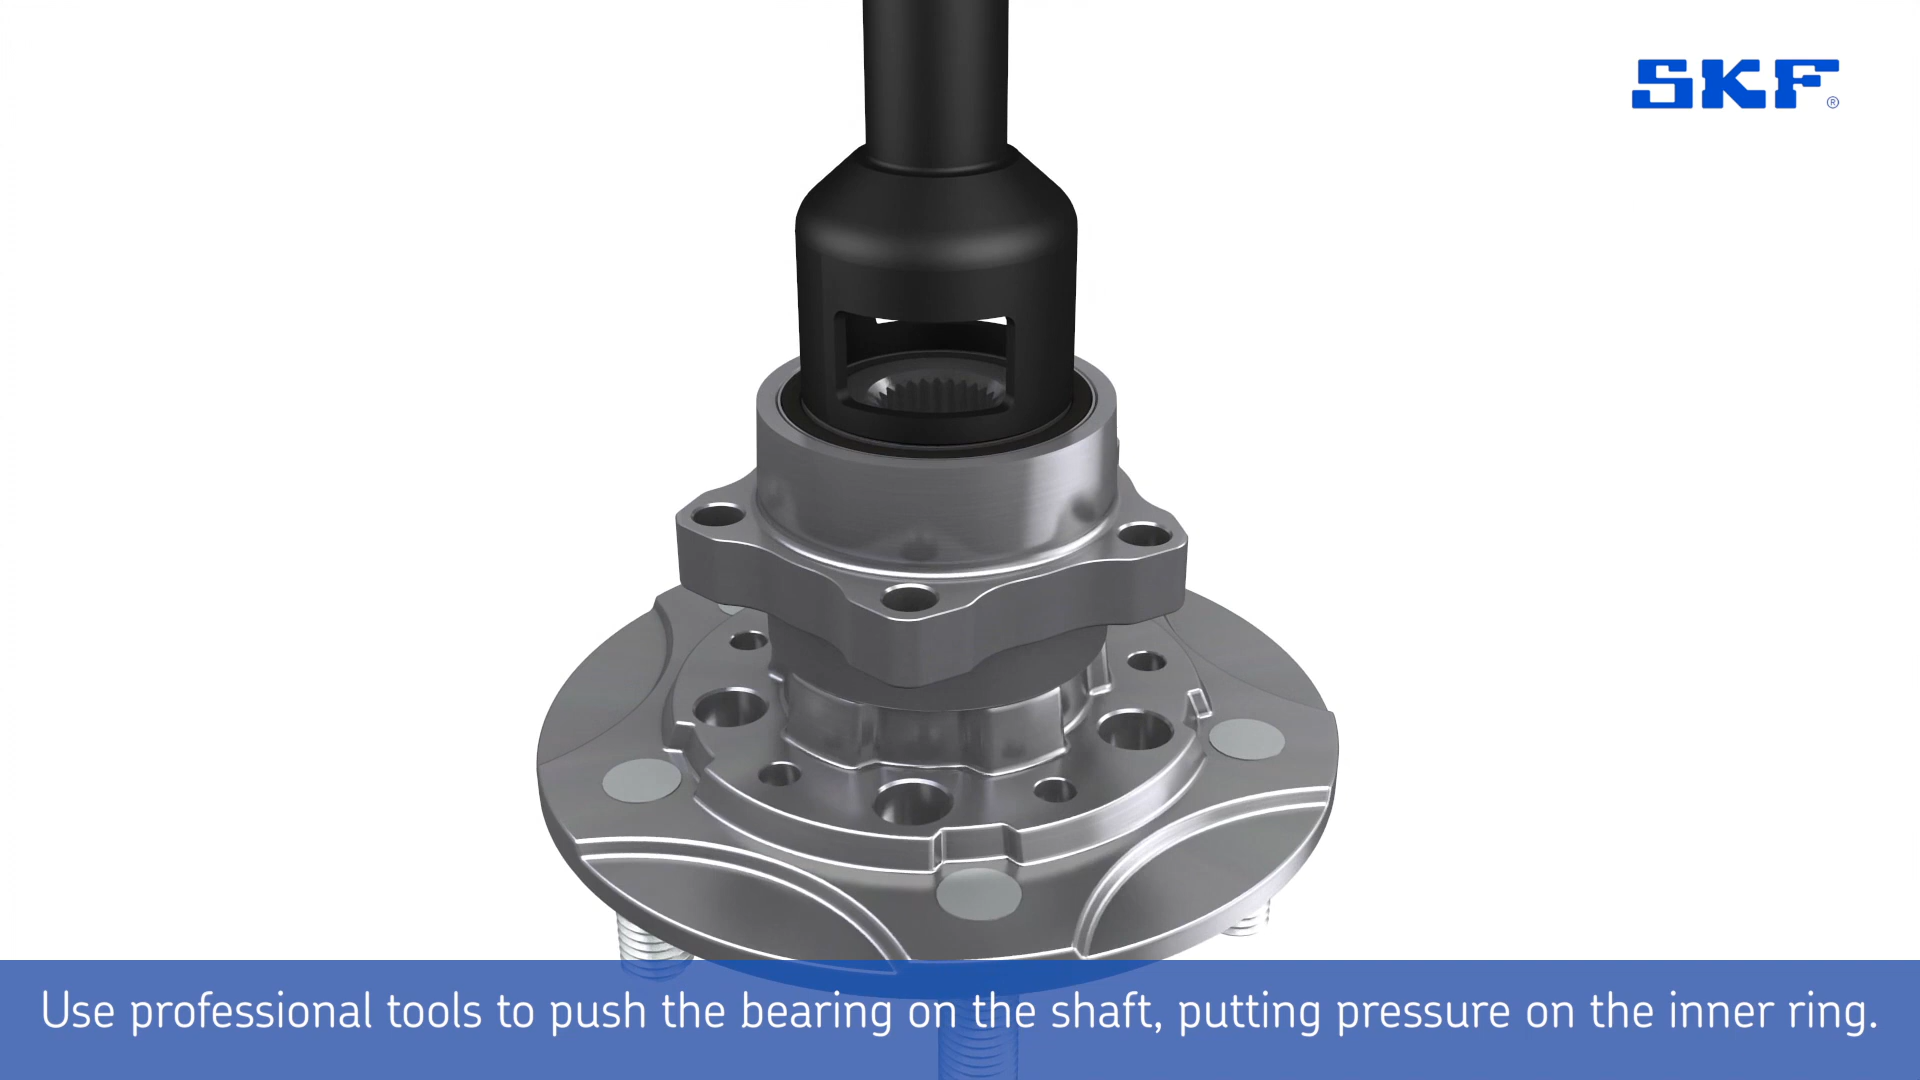 SKF®
Use professional tools to push the bearing on the shaft, putting pressure on the inner ring.